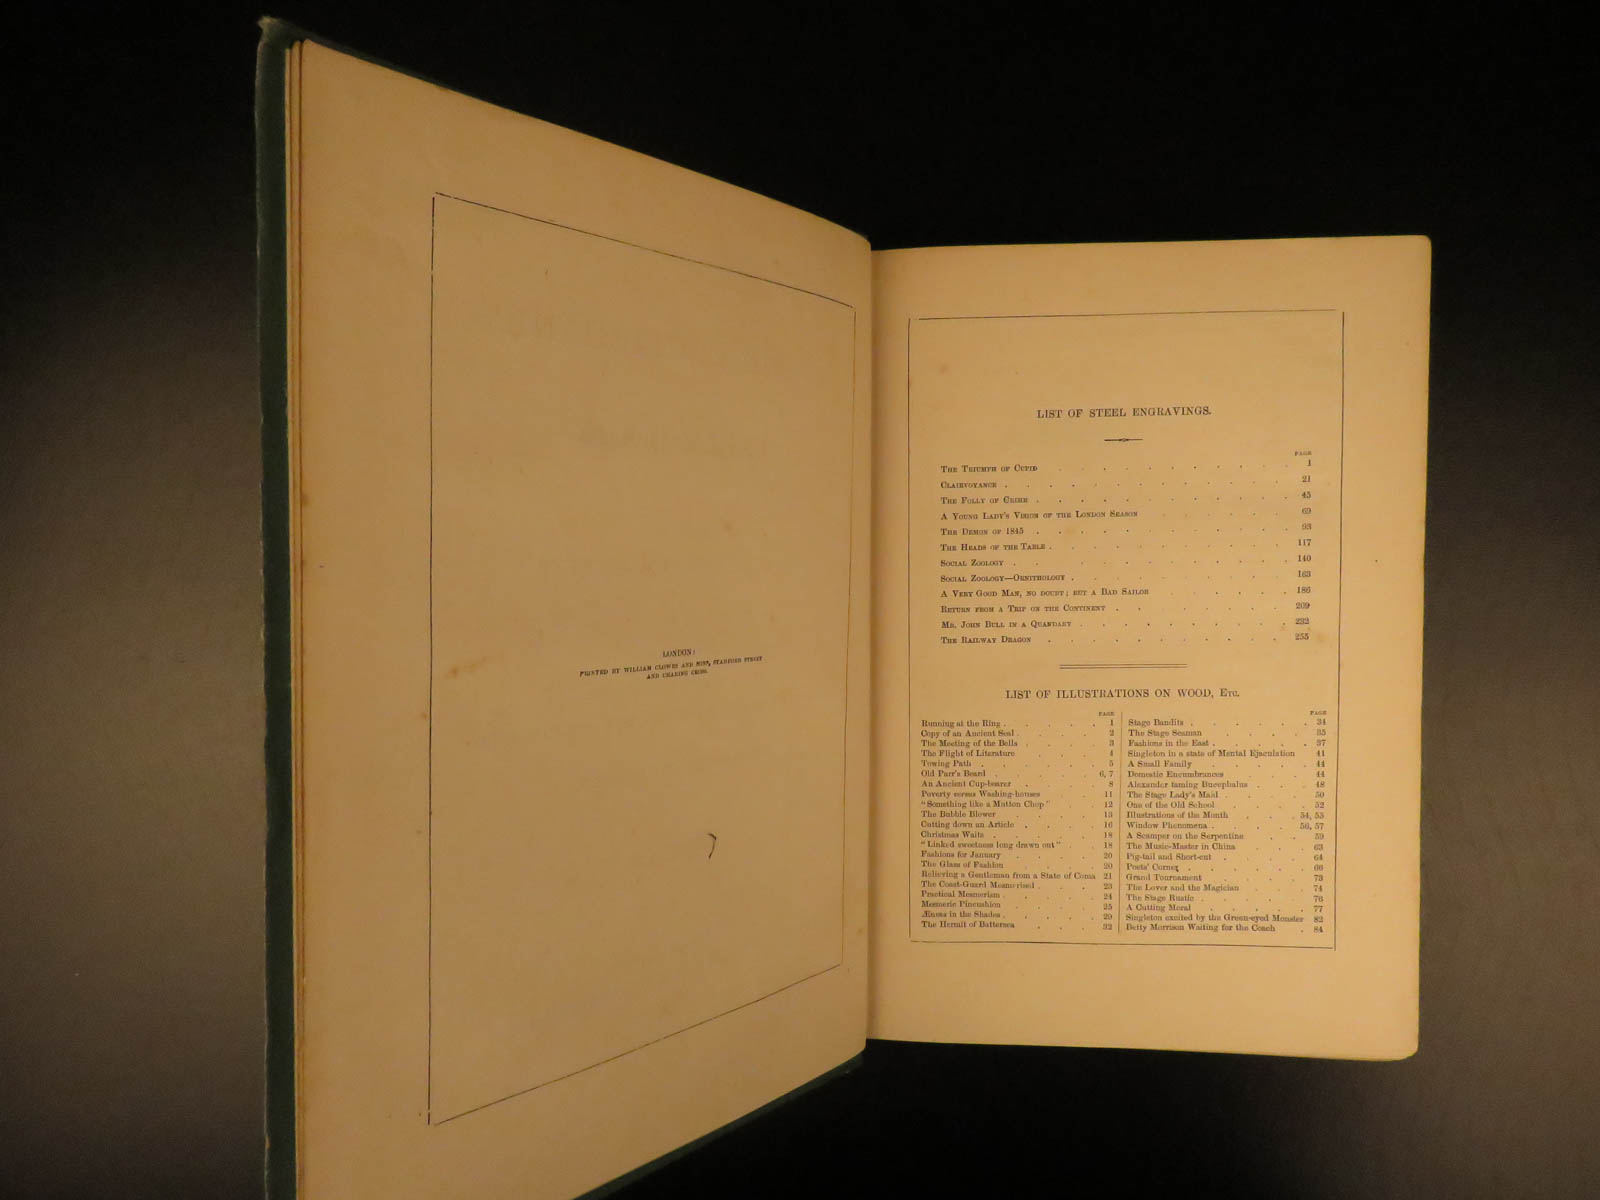 LONDON:
PRINTED BY WILLIAM CLOWES AND SONS, STAMFORD STREET
AND CHARING CROSS.
LIST OF STEEL ENGRAVINGS.
PAGE
The Triumph of Cupid 1
Clairvoyance 21
The Folly of Crime 45
A Young Lady's Vision of the London Season 69
The Demon of 1845 93
The Heads of the Table 117
Social Zoology 140
Social Zoology—Ornithology 163
A Very Good Man, no doubt; but a Bad Sailor 186
Return from a Trip on the Continent 209
Mr. John Bull in a Quandary 232
The Railway Dragon 255
LIST OF ILLUSTRATIONS ON WOOD, Etc.
PAGE
Running at the Ring 1
Copy of an Ancient Seal 2
The Meeting of the Bells 3
The Flight of Literature 4
Towing Path 5
Old Parr's Beard 6, 7
An Ancient Cup-bearer 8
Poverty versus Washing-houses 11
"Something like a Mutton Chop" 12
The Bubble Blower 13
Cutting down an Article 16
Christmas Waits 18
"Linked sweetness long drawn out" 18
Fashions for January 20
The Glass of Fashion 20
Relieving a Gentleman from a State of Coma 21
The Coast-Guard Mesmerised 23
Practical Mesmerism 24
Mesmeric Pincushion 25
Æneas in the Shades 29
The Hermit of Battersea 32
PAGE
Stage Bandits 34
The Stage Seaman 35
Fashions in the East 37
Singleton in a state of Mental Ejaculation 41
A Small Family 44
Domestic Encumbrances 44
Alexander taming Bucephalus 48
The Stage Lady's Maid 50
One of the Old School 52
Illustrations of the Month 54, 55
Window Phenomena 56, 57
A Scamper on the Serpentine 59
The Music-Master in China 63
Pig-tail and Short-cut 64
Poets' Corner 66
Grand Tournament 73
The Lover and the Magician 74
The Stage Rustic 76
A Cutting Moral 77
Singleton excited by the Green-eyed Monster 82
Betty Morrison Waiting for the Coach 84